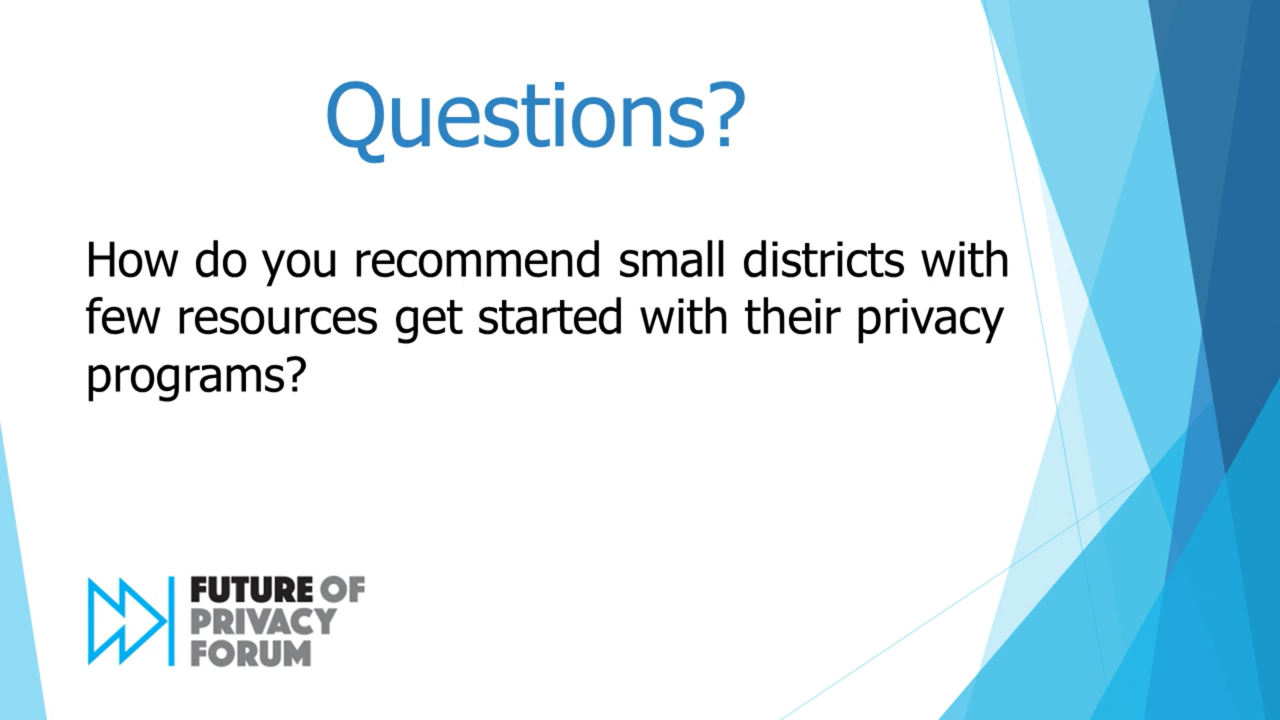 Questions?
How do you recommend small districts with
few resources get started with their privacy
programs?
FUTURE OF
PRIVACY
FORUM